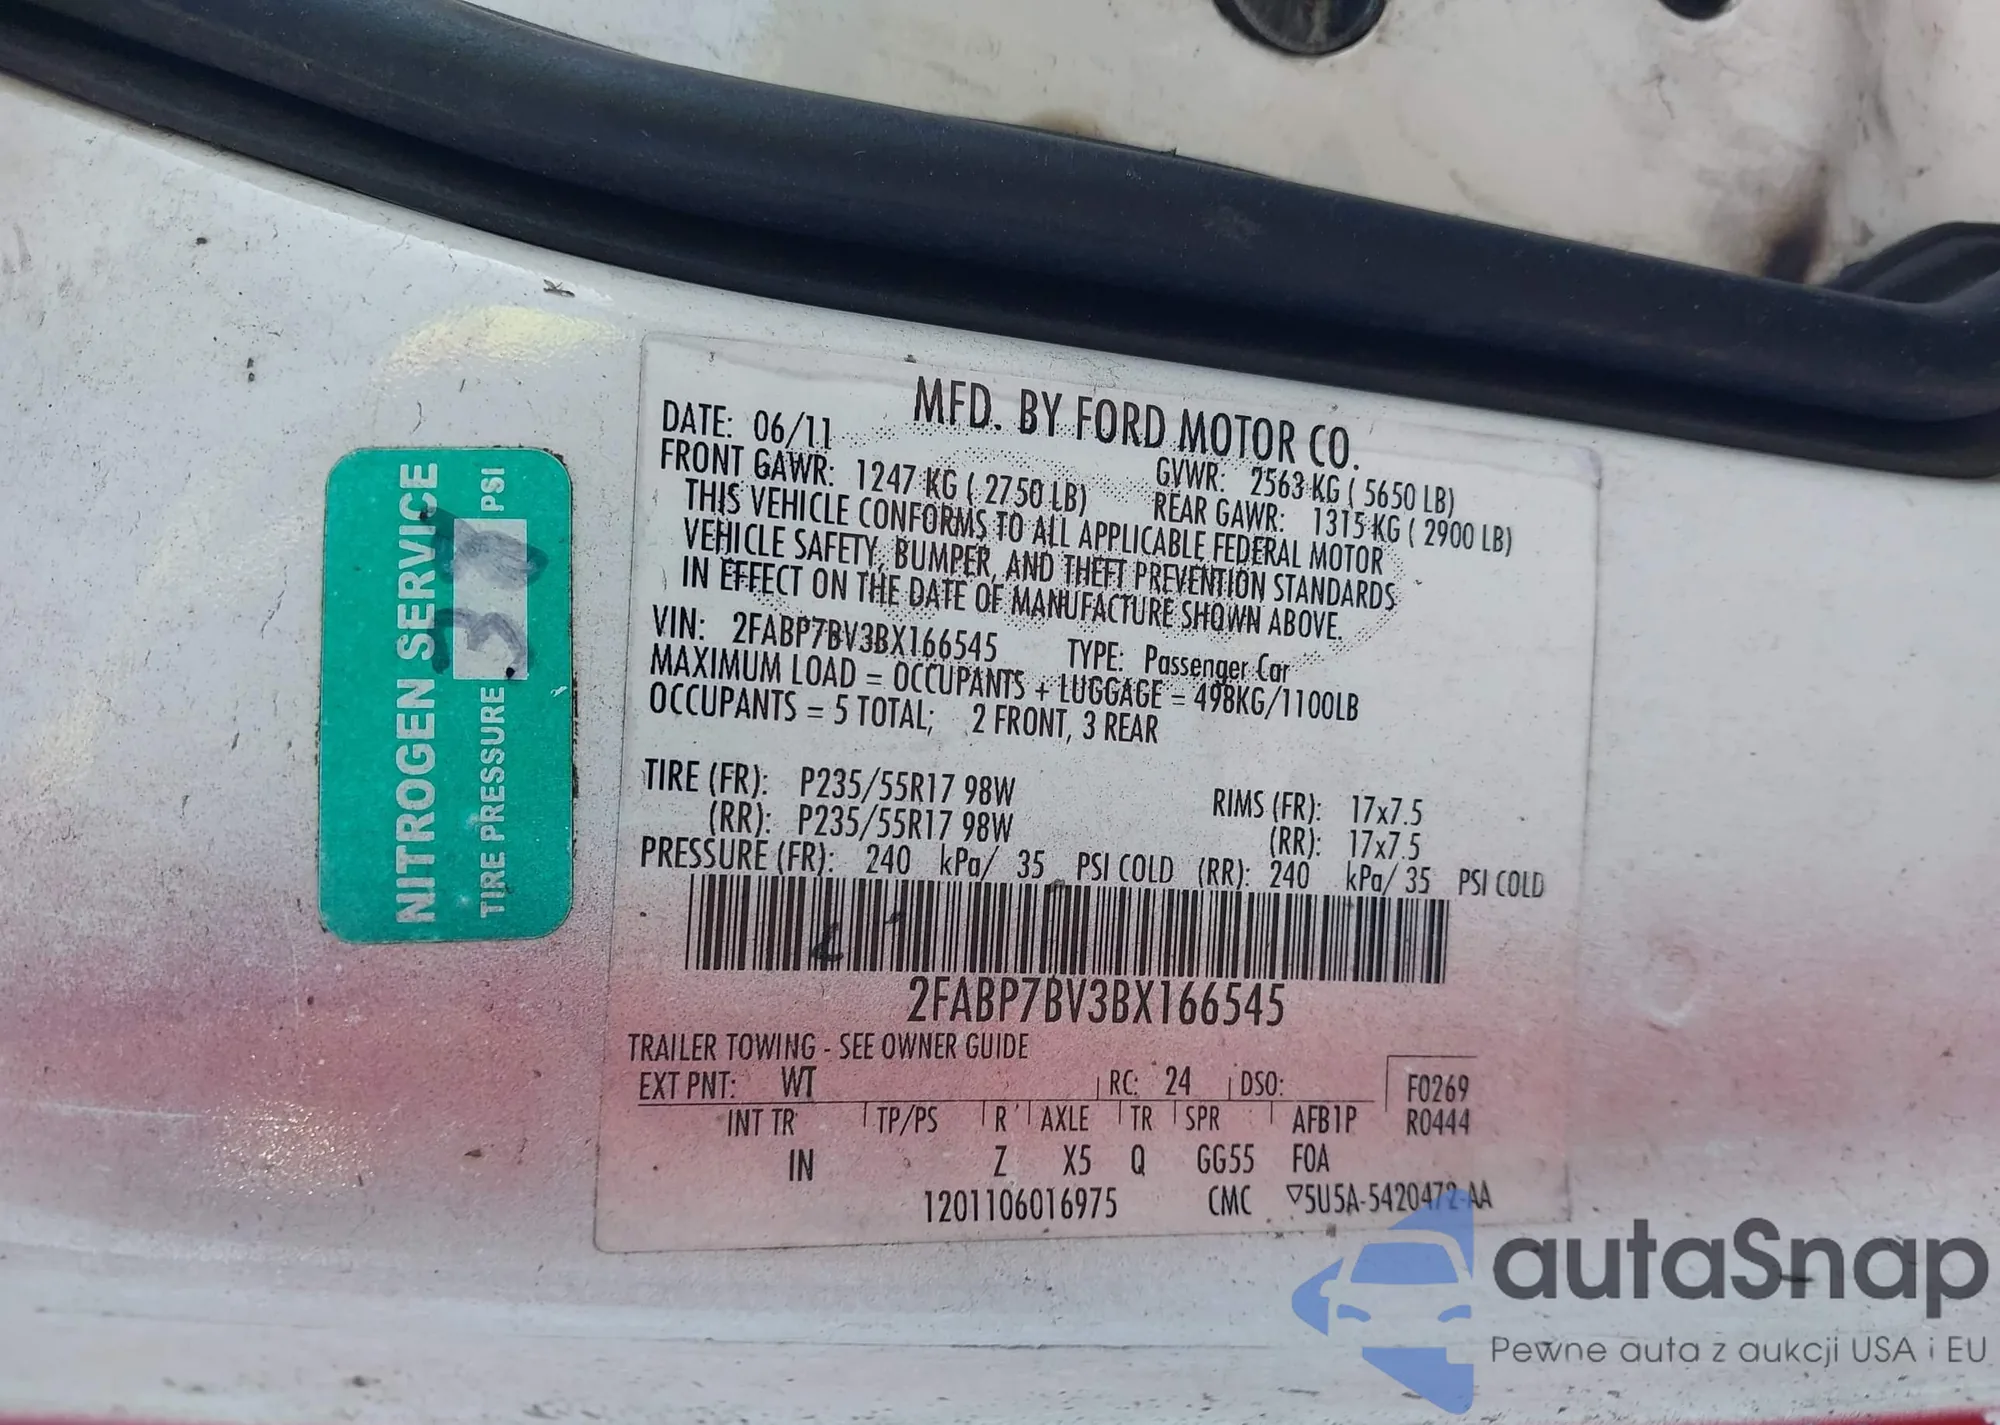 MFD. BY FORD MOTOR CO.
DATE: 06/11 GVWR: 2563 KG ( 5650 LB)
FRONT GAWR: 1247 KG ( 2750 LB) REAR GAWR: 1315 KG ( 2900 LB)
THIS VEHICLE CONFORMS TO ALL APPLICABLE FEDERAL MOTOR
VEHICLE SAFETY, BUMPER, AND THEFT PREVENTION STANDARDS
IN EFFECT ON THE DATE OF MANUFACTURE SHOWN ABOVE.
VIN: 2FABP7BV3BX166545 TYPE: Passenger Car
MAXIMUM LOAD = OCCUPANTS + LUGGAGE = 498KG/1100LB
OCCUPANTS = 5 TOTAL; 2 FRONT, 3 REAR
TIRE (FR): P235/55R17 98W RIMS (FR): 17x7.5
(RR): P235/55R17 98W (RR): 17x7.5
PRESSURE (FR): 240 kPa/ 35 PSI COLD (RR): 240 kPa/ 35 PSI COLD
2FABP7BV3BX166545
TRAILER TOWING - SEE OWNER GUIDE
EXT PNT: WT RC: 24 DSO: F0269
INT TR TP/PS R AXLE TR SPR AFB1P R0444
IN Z X5 Q GG55 FOA
1201106016975 CMC ▽5U5A-5420472-AA
NITROGEN SERVICE
TIRE PRESSURE PSI
autaSnap
Pewne auta z aukcji USA i EU